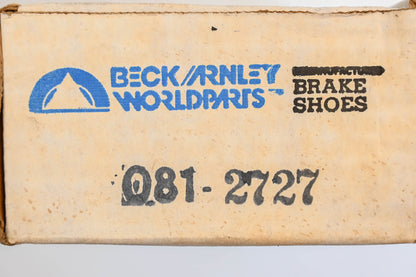 BECK/ARNLEY
WORLDPARTS
BRAKE
SHOES
081-2727